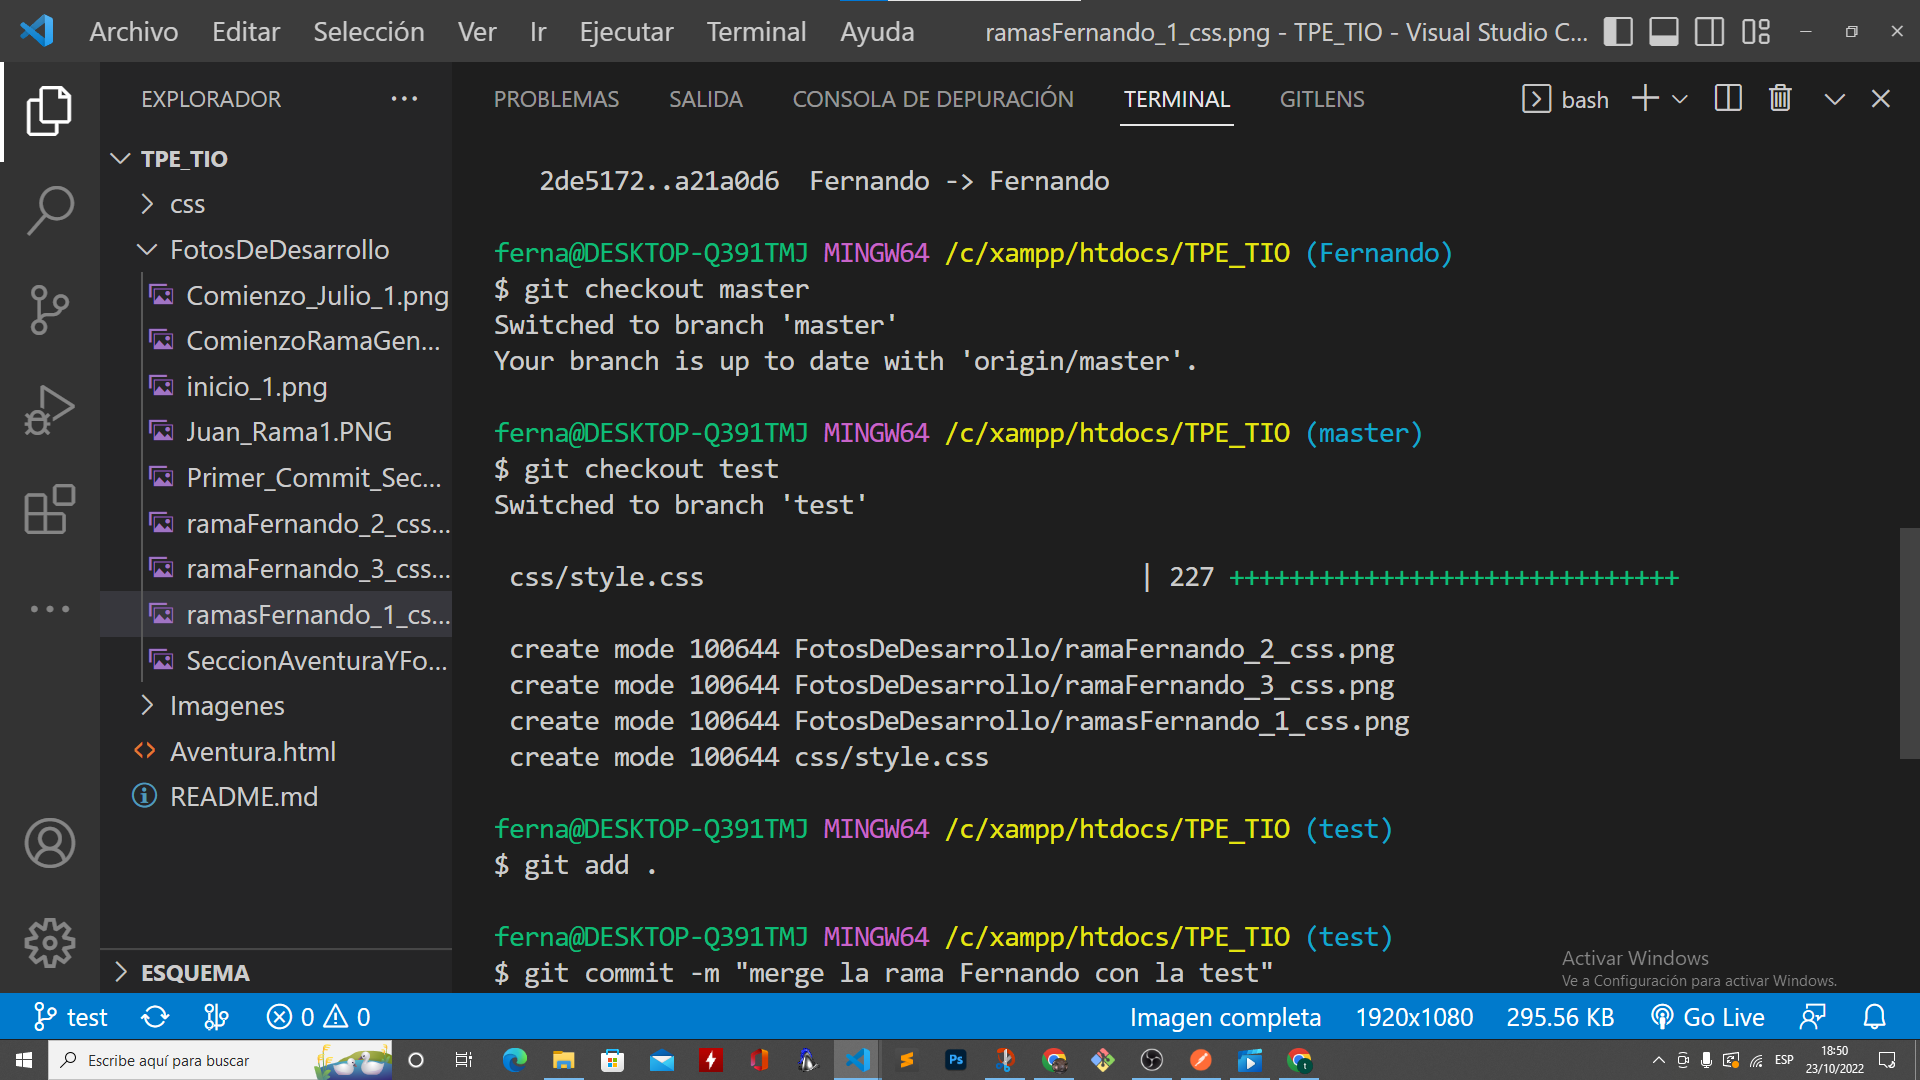 Archivo Editar Selección Ver Ir Ejecutar Terminal Ayuda ramasFernando_1_css.png - TPE_TIO - Visual Studio C...
EXPLORADOR
PROBLEMAS SALIDA CONSOLA DE DEPURACIÓN TERMINAL GITLENS bash
TPE_TIO
css
FotosDeDesarrollo
Comienzo_Julio_1.png
ComienzoRamaGen...
inicio_1.png
Juan_Rama1.PNG
Primer_Commit_Sec...
ramaFernando_2_css...
ramaFernando_3_css...
ramasFernando_1_cs...
SeccionAventuraYFo...
Imagenes
Aventura.html
README.md
ESQUEMA
2de5172..a21a0d6  Fernando -> Fernando
ferna@DESKTOP-Q391TMJ MINGW64 /c/xampp/htdocs/TPE_TIO (Fernando)
$ git checkout master
Switched to branch 'master'
Your branch is up to date with 'origin/master'.
ferna@DESKTOP-Q391TMJ MINGW64 /c/xampp/htdocs/TPE_TIO (master)
$ git checkout test
Switched to branch 'test'
css/style.css | 227 ++++++++++++++++++++++++++++++
create mode 100644 FotosDeDesarrollo/ramaFernando_2_css.png
create mode 100644 FotosDeDesarrollo/ramaFernando_3_css.png
create mode 100644 FotosDeDesarrollo/ramasFernando_1_css.png
create mode 100644 css/style.css
ferna@DESKTOP-Q391TMJ MINGW64 /c/xampp/htdocs/TPE_TIO (test)
$ git add .
ferna@DESKTOP-Q391TMJ MINGW64 /c/xampp/htdocs/TPE_TIO (test)
$ git commit -m "merge la rama Fernando con la test"
Activar Windows
Ve a Configuración para activar Windows.
test 0 0 Imagen completa 1920x1080 295.56 KB Go Live
Escribe aquí para buscar
Ps
t
ESP
18:50
23/10/2022